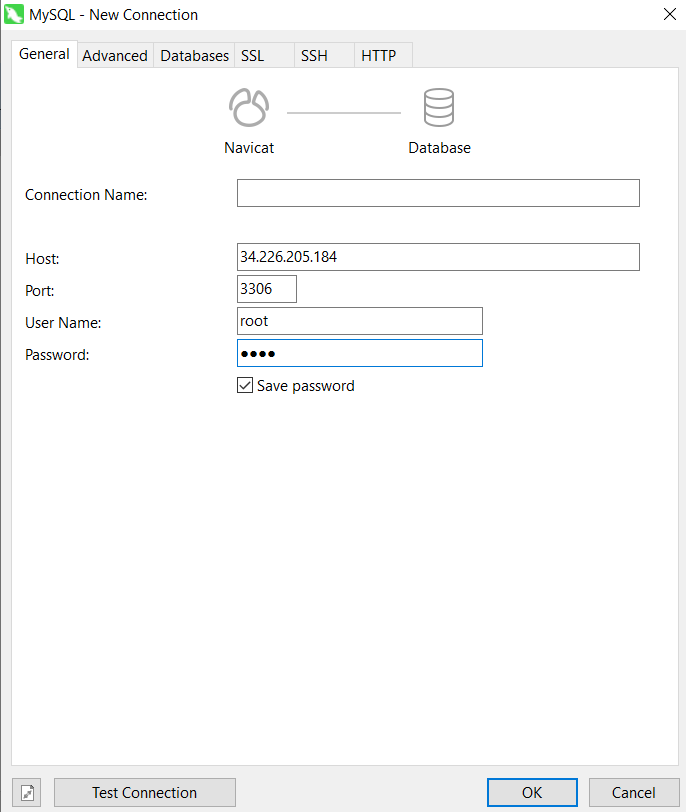 MySQL - New Connection
General Advanced Databases SSL SSH HTTP
Navicat Database
Connection Name:
Host: 34.226.205.184
Port: 3306
User Name: root
Password: ●●●●
Save password
Test Connection OK Cancel